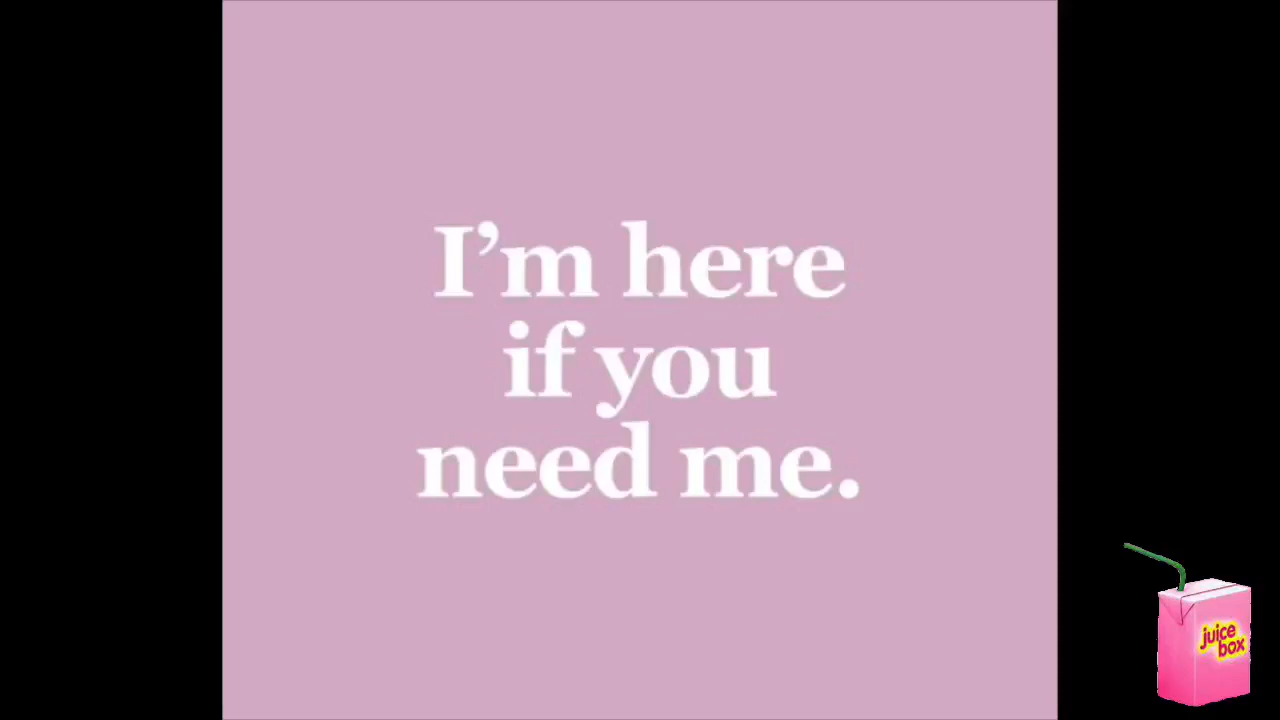 I’m here
if you
need me.
juice
box